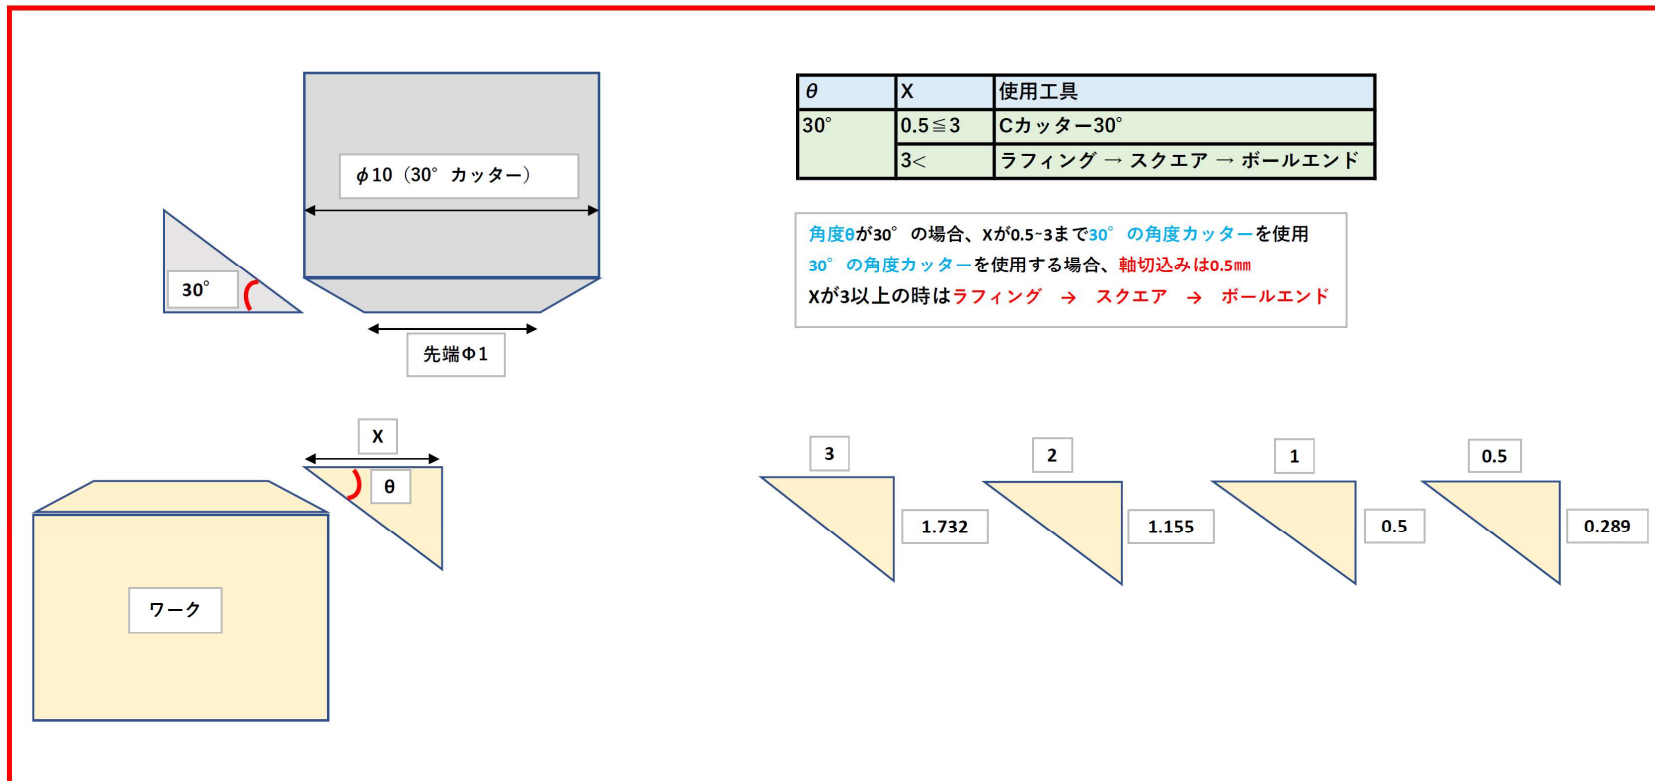 φ10（30°カッター）
30°
先端Φ1
θ X 使用工具
30° 0.5≦3 Cカッター30°
3< ラフィング → スクエア → ボールエンド
角度θが30°の場合、Xが0.5~3まで30°の角度カッターを使用
30°の角度カッターを使用する場合、軸切込みは0.5㎜
Xが3以上の時はラフィング → スクエア → ボールエンド
X
θ
ワーク
3
1.732
2
1.155
1
0.5
0.5
0.289